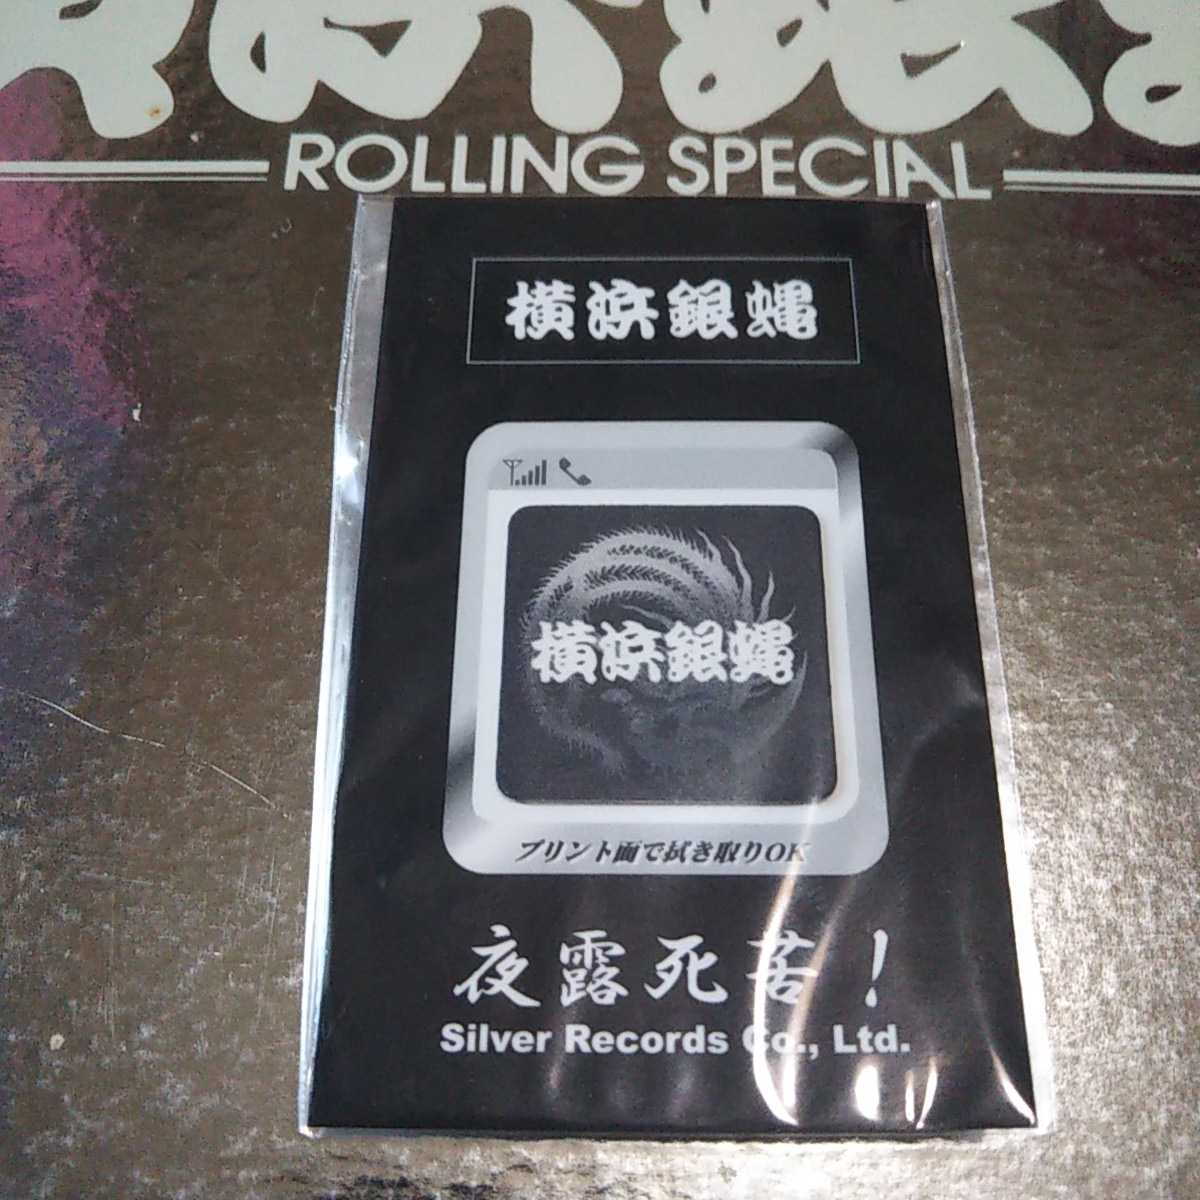 ROLLING SPECIAL
横浜銀蝿
横浜銀蝿
プリント面で拭き取りOK
夜露死苦!
Silver Records Co., Ltd.